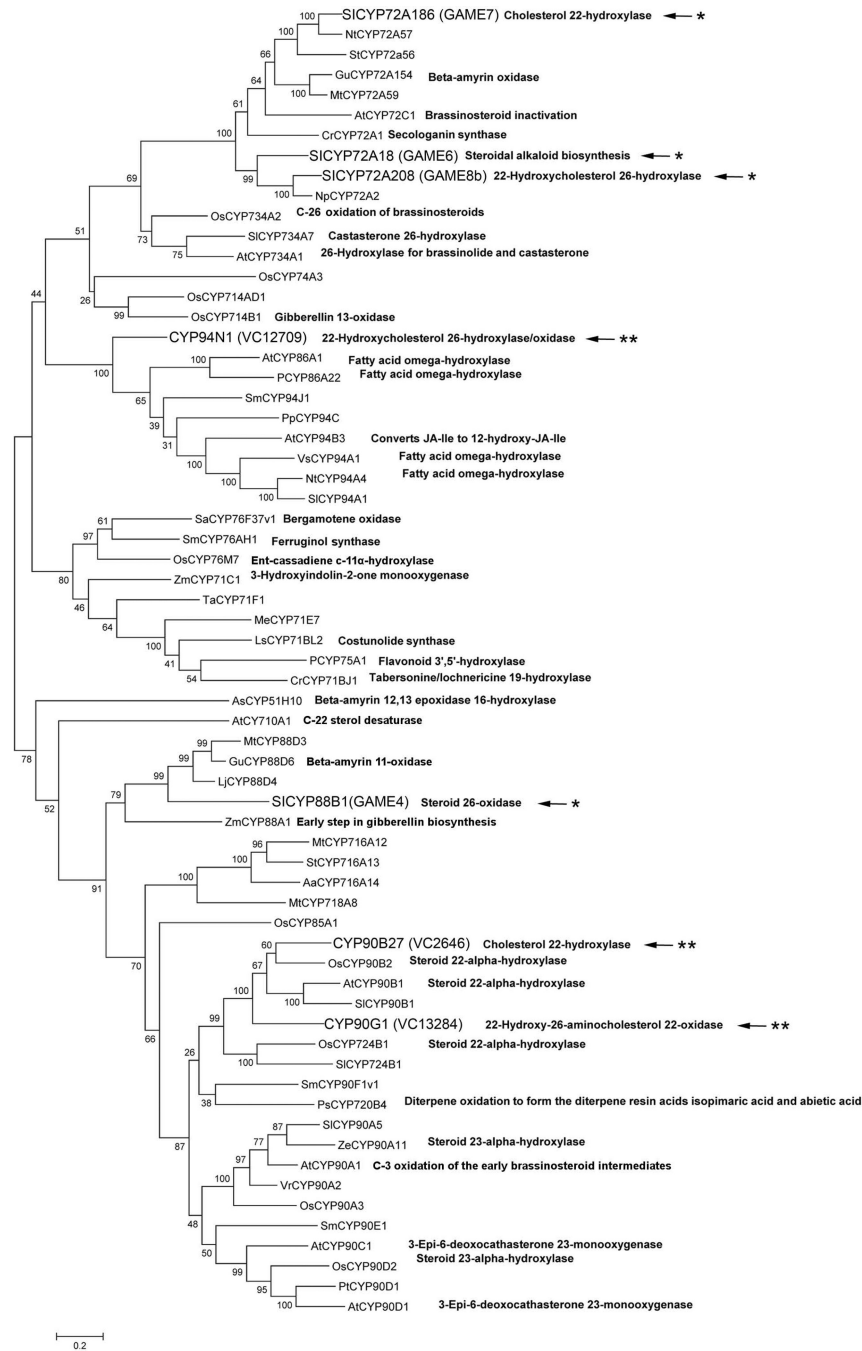 SlCYP72A186 (GAME7) Cholesterol 22-hydroxylase *
100
NtCYP72A57
100
StCYP72a56
66
GuCYP72A154 Beta-amyrin oxidase
100
MtCYP72A59
64
AtCYP72C1 Brassinosteroid inactivation
61
CrCYP72A1 Secologanin synthase
100
SlCYP72A18 (GAME6) Steroidal alkaloid biosynthesis *
99
SlCYP72A208 (GAME8b) 22-Hydroxycholesterol 26-hydroxylase *
100
NpCYP72A2
69
OsCYP734A2 C-26 oxidation of brassinosteroids
73
SlCYP734A7 Castasterone 26-hydroxylase
75
AtCYP734A1 26-Hydroxylase for brassinolide and castasterone
51
OsCYP74A3
26
OsCYP714AD1
99
OsCYP714B1 Gibberellin 13-oxidase
44
CYP94N1 (VC12709) 22-Hydroxycholesterol 26-hydroxylase/oxidase **
100
100
AtCYP86A1 Fatty acid omega-hydroxylase
PCYP86A22 Fatty acid omega-hydroxylase
65
SmCYP94J1
39
PpCYP94C
31
AtCYP94B3 Converts JA-Ile to 12-hydroxy-JA-Ile
100
VsCYP94A1 Fatty acid omega-hydroxylase
100
NtCYP94A4 Fatty acid omega-hydroxylase
100
SlCYP94A1
61
SaCYP76F37v1 Bergamotene oxidase
97
SmCYP76AH1 Ferruginol synthase
OsCYP76M7 Ent-cassadiene c-11α-hydroxylase
80
ZmCYP71C1 3-Hydroxyindolin-2-one monooxygenase
46
TaCYP71F1
64
MeCYP71E7
100
LsCYP71BL2 Costunolide synthase
41
PCYP75A1 Flavonoid 3',5'-hydroxylase
54
CrCYP71BJ1 Tabersonine/lochnericine 19-hydroxylase
AsCYP51H10 Beta-amyrin 12,13 epoxidase 16-hydroxylase
78
AtCY710A1 C-22 sterol desaturase
52
99
MtCYP88D3
99
GuCYP88D6 Beta-amyrin 11-oxidase
99
LjCYP88D4
79
SlCYP88B1(GAME4) Steroid 26-oxidase *
ZmCYP88A1 Early step in gibberellin biosynthesis
91
96
MtCYP716A12
100
StCYP716A13
100
AaCYP716A14
MtCYP718A8
70
OsCYP85A1
66
60
CYP90B27 (VC2646) Cholesterol 22-hydroxylase **
67
OsCYP90B2 Steroid 22-alpha-hydroxylase
100
AtCYP90B1 Steroid 22-alpha-hydroxylase
100
SlCYP90B1
99
CYP90G1 (VC13284) 22-Hydroxy-26-aminocholesterol 22-oxidase **
OsCYP724B1 Steroid 22-alpha-hydroxylase
100
SlCYP724B1
26
SmCYP90F1v1
38
PsCYP720B4 Diterpene oxidation to form the diterpene resin acids isopimaric acid and abietic acid
87
87
SlCYP90A5
77
ZeCYP90A11 Steroid 23-alpha-hydroxylase
97
AtCYP90A1 C-3 oxidation of the early brassinosteroid intermediates
100
VrCYP90A2
OsCYP90A3
48
SmCYP90E1
50
AtCYP90C1 3-Epi-6-deoxocathasterone 23-monooxygenase
99
OsCYP90D2 Steroid 23-alpha-hydroxylase
95
PtCYP90D1
100
AtCYP90D1 3-Epi-6-deoxocathasterone 23-monooxygenase
0.2